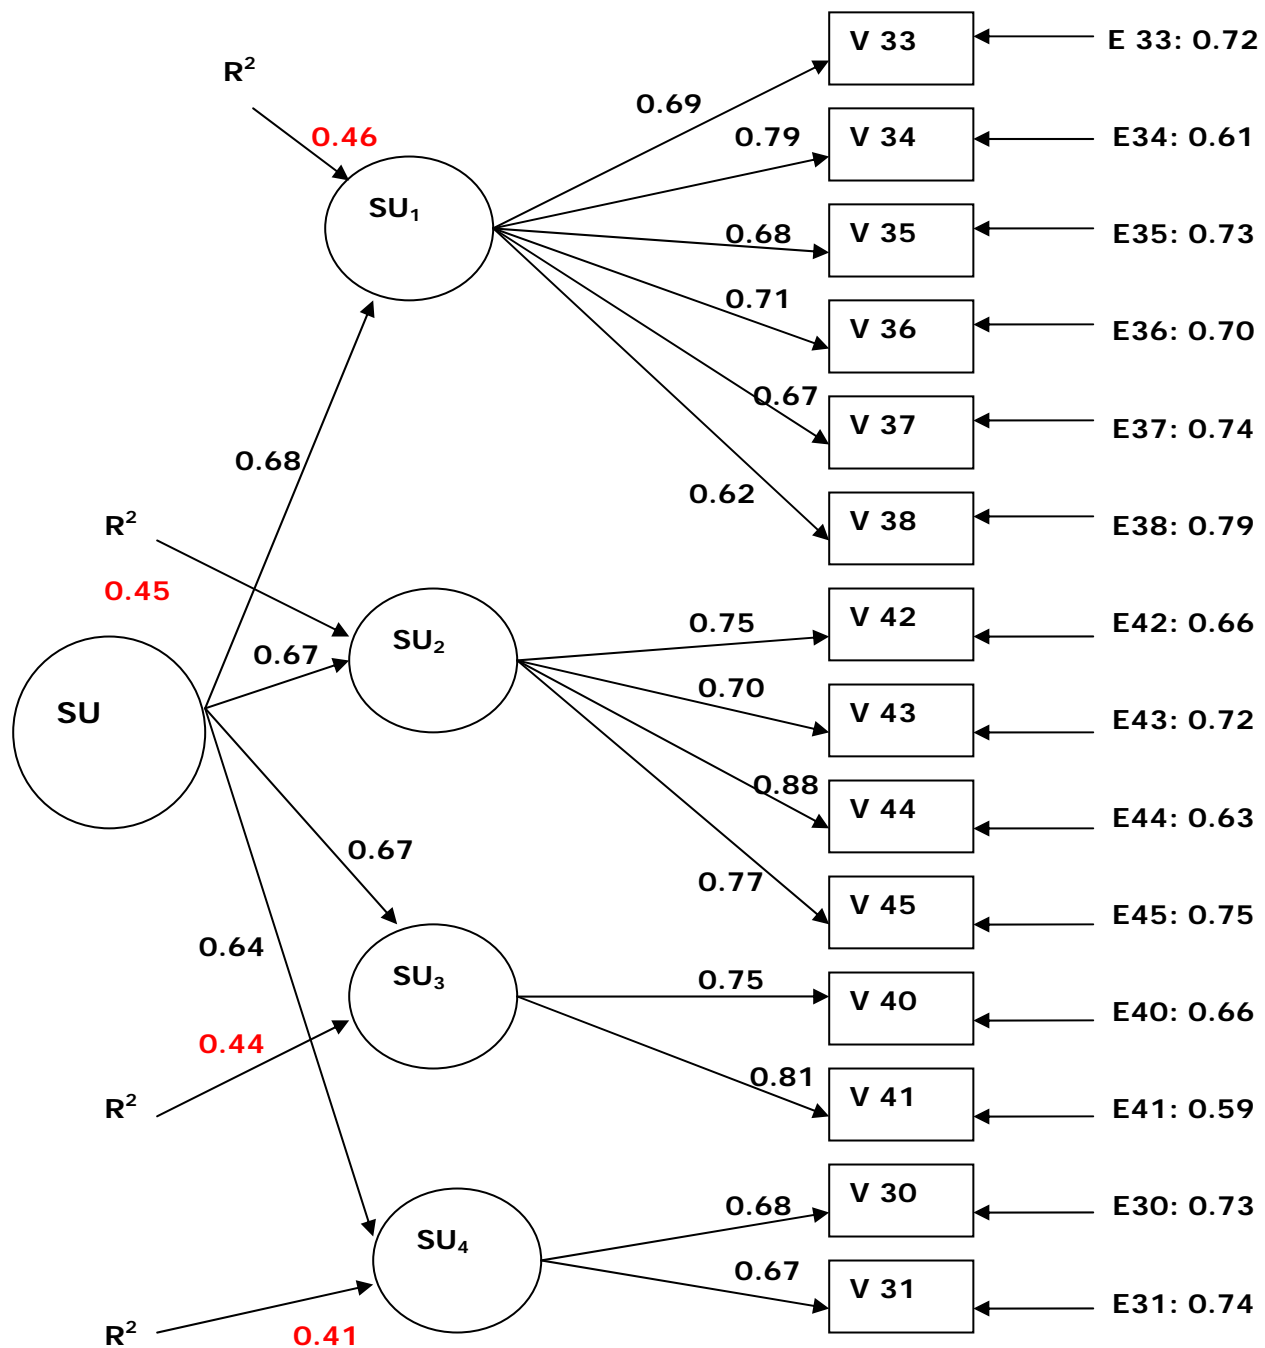 V 33
E 33: 0.72
R²
0.69
0.46
0.79
V 34
E34: 0.61
SU₁
0.68
V 35
E35: 0.73
0.71
V 36
E36: 0.70
0.67
V 37
E37: 0.74
0.68
0.62
V 38
E38: 0.79
R²
0.45
0.75
V 42
E42: 0.66
SU₂
0.67
0.70
V 43
E43: 0.72
SU
0.88
V 44
E44: 0.63
0.67
0.77
V 45
E45: 0.75
0.64
SU₃
0.75
V 40
E40: 0.66
0.44
0.81
V 41
E41: 0.59
R²
0.68
V 30
E30: 0.73
SU₄
0.67
V 31
E31: 0.74
R²
0.41